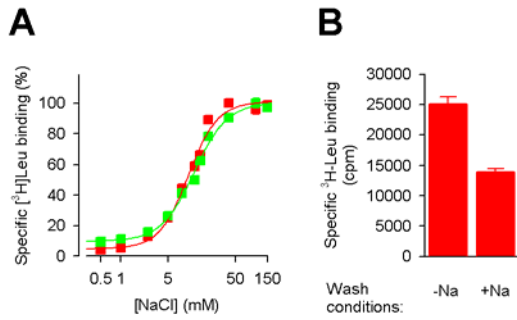 A
B
Specific [³H]Leu binding (%)
100
80
60
40
20
0
0.5 1 5 50 150
[NaCl] (mM)
Specific ³H-Leu binding
(cpm)
30000
25000
20000
15000
10000
5000
0
Wash
conditions:
-Na +Na